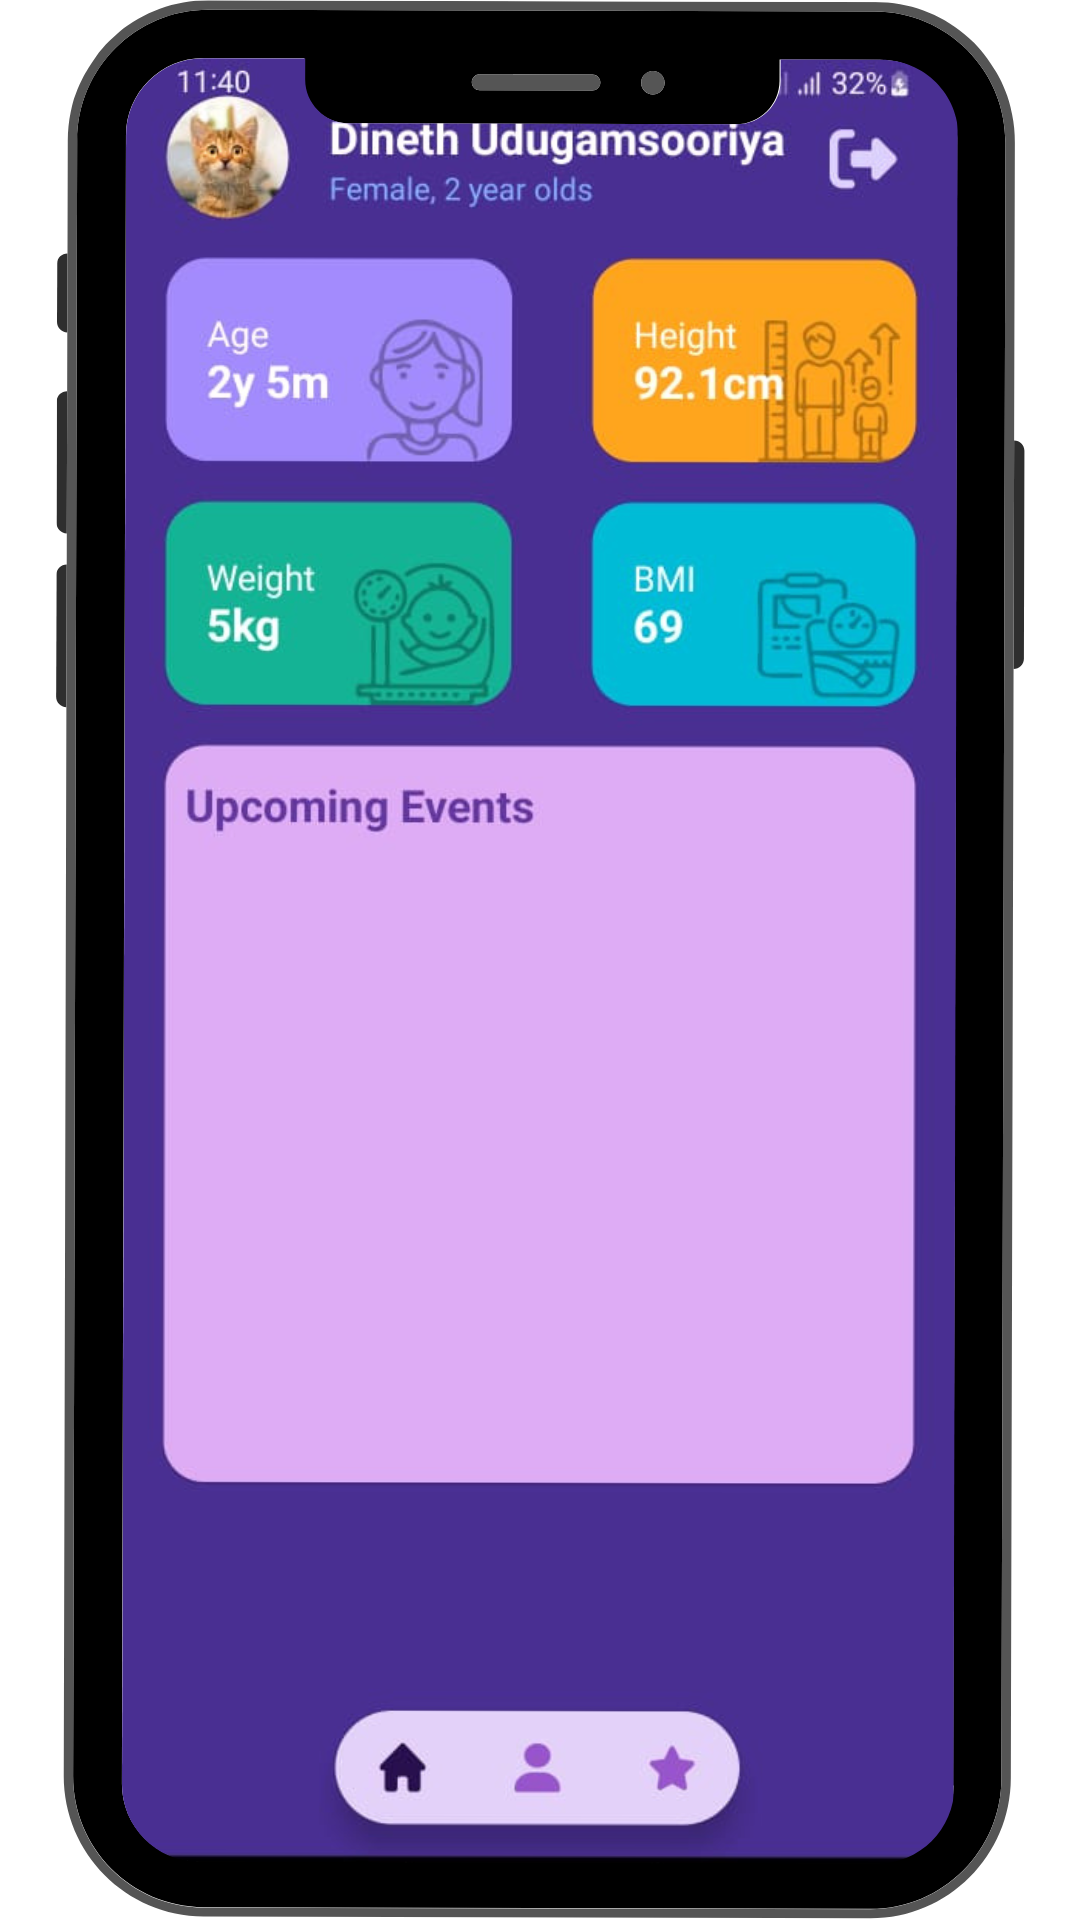 11:40
32%
Dineth Udugamsooriya
Female, 2 year olds
Age
2y 5m
Height
92.1cm
Weight
5kg
BMI
69
Upcoming Events